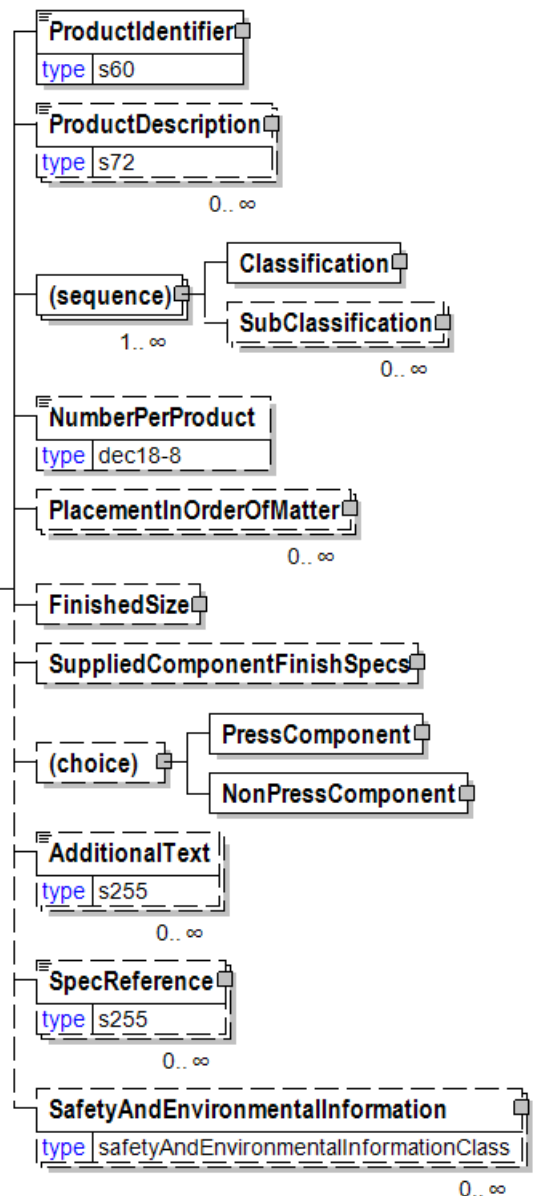 ProductIdentifier
type s60
ProductDescription
type s72
0.. ∞
(sequence)
1.. ∞
Classification
SubClassification
0.. ∞
NumberPerProduct
type dec18-8
PlacementInOrderOfMatter
0.. ∞
FinishedSize
SuppliedComponentFinishSpecs
(choice)
PressComponent
NonPressComponent
AdditionalText
type s255
0.. ∞
SpecReference
type s255
0.. ∞
SafetyAndEnvironmentalInformation
type safetyAndEnvironmentalInformationClass
0.. ∞